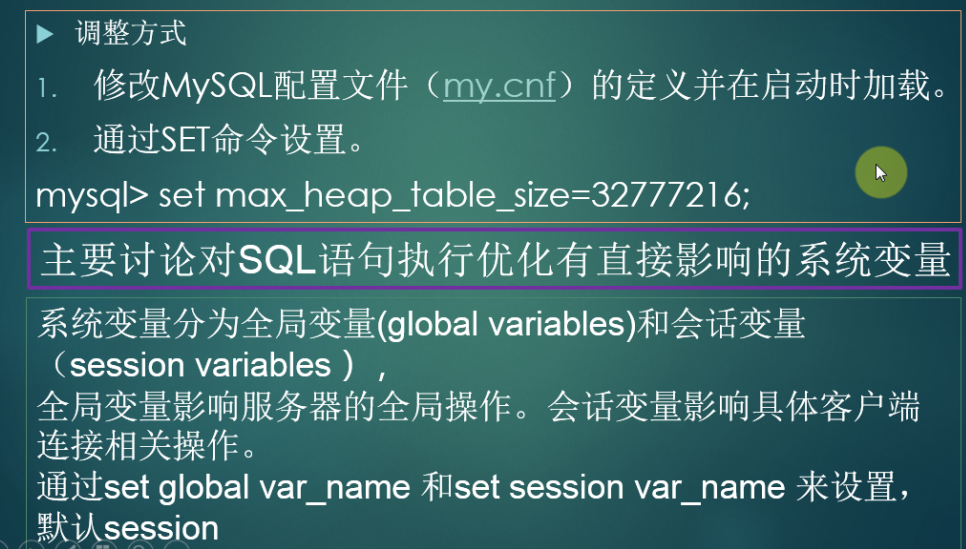 ▶ 调整方式
1. 修改MySQL配置文件（my.cnf）的定义并在启动时加载。
2. 通过SET命令设置。
mysql> set max_heap_table_size=32777216;
主要讨论对SQL语句执行优化有直接影响的系统变量
系统变量分为全局变量(global variables)和会话变量
（session variables），
全局变量影响服务器的全局操作。会话变量影响具体客户端
连接相关操作。
通过set global var_name 和set session var_name 来设置，
默认session